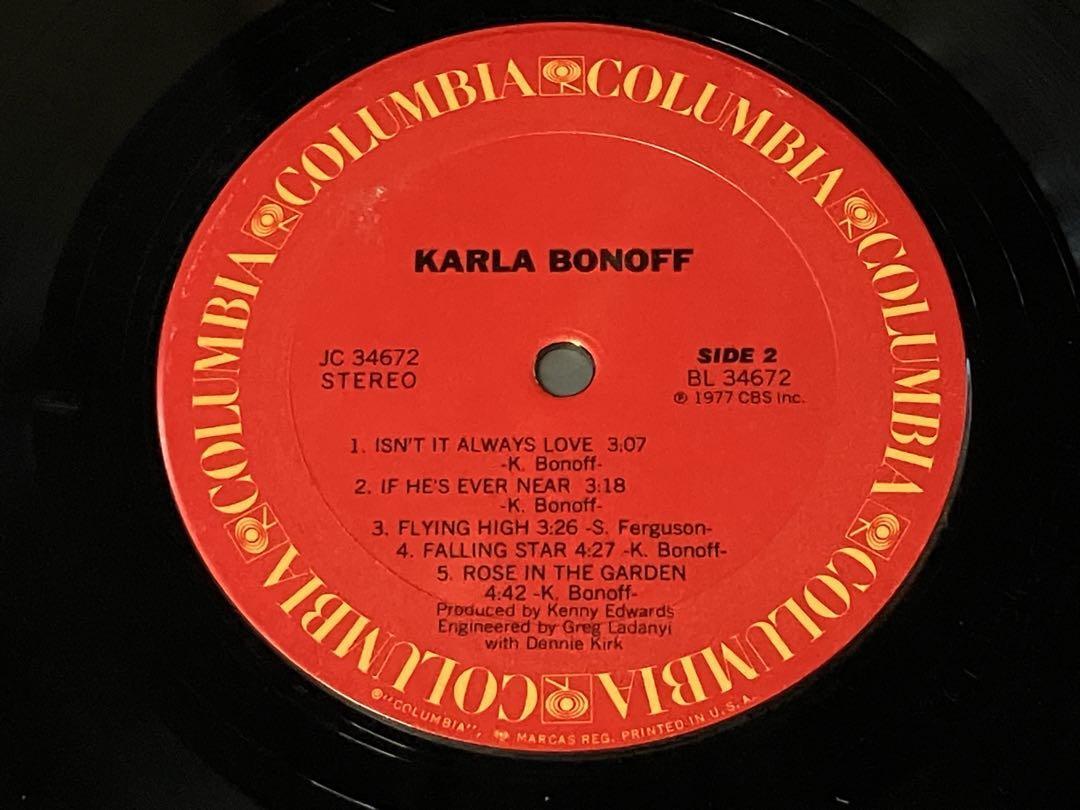 COLUMBIA COLUMBIA COLUMBIA COLUMBIA COLUMBIA COLUMBIA COLUMBIA COLUMBIA
KARLA BONOFF
JC 34672
STEREO
SIDE 2
BL 34672
℗ 1977 CBS Inc.
1. ISN'T IT ALWAYS LOVE 3:07
-K. Bonoff-
2. IF HE'S EVER NEAR 3:18
-K. Bonoff-
3. FLYING HIGH 3:26 -S. Ferguson-
4. FALLING STAR 4:27 -K. Bonoff-
5. ROSE IN THE GARDEN
4:42 -K. Bonoff-
Produced by Kenny Edwards
Engineered by Greg Ladanyi
with Dennie Kirk
®"COLUMBIA", MARCAS REG. PRINTED IN U.S.A.